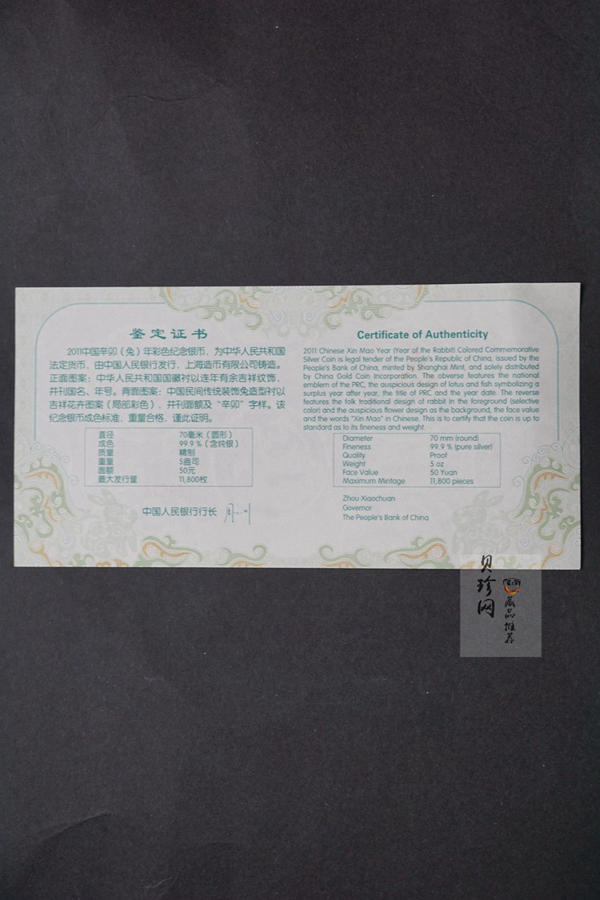 鉴定证书
2011中国辛卯（兔）年彩色纪念银币，为中华人民共和国
法定货币，由中国人民银行发行，上海造币有限公司铸造。
正面图案：中华人民共和国国徽衬以连年有余吉祥纹饰，
并刊国名、年号。背面图案：中国民间传统装饰兔造型衬以
吉祥花卉图案（局部彩色），并刊面额及“辛卯”字样。该
纪念银币成色标准，重量合格，谨此证明。
直径 70毫米（圆形）
成色 99.9％（含纯银）
质量 精制
重量 5盎司
面额 50元
最大发行量 11,800枚
中国人民银行行长
Certificate of Authenticity
2011 Chinese Xin Mao Year (Year of the Rabbit) Colored Commemorative
Silver Coin is legal tender of the People's Republic of China, issued by the
People's Bank of China, minted by Shanghai Mint, and solely distributed
by China Gold Coin Incorporation. The obverse features the national
emblem of the PRC, the auspicious design of lotus and fish symbolizing a
surplus year after year, the title of PRC and the year date. The reverse
features the folk traditional design of rabbit in the foreground (selective
color) and the auspicious flower design as the background, the face value
and the words "Xin Mao" in Chinese. This is to certify that the coin is up to
standard as to its fineness and weight.
Diameter 70 mm (round)
Fineness 99.9 % (pure silver)
Quality Proof
Weight 5 oz
Face Value 50 Yuan
Maximum Mintage 11,800 pieces
Zhou Xiaochuan
Governor
The People's Bank of China
贝珍网
藏品推荐